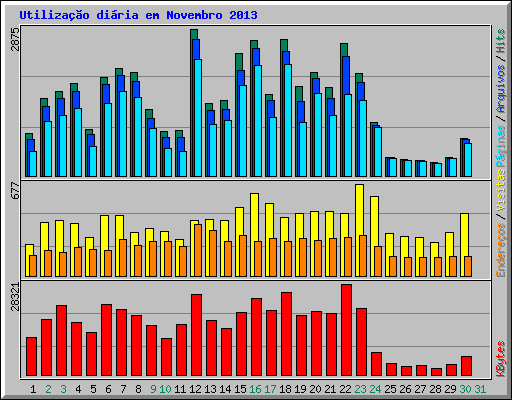 Utilização diária em Novembro 2013
2875
677
28321
Endereços / Visitas Páginas / Arquivos / Hits
KBytes
1 2 3 4 5 6 7 8 9 10 11 12 13 14 15 16 17 18 19 20 21 22 23 24 25 26 27 28 29 30 31